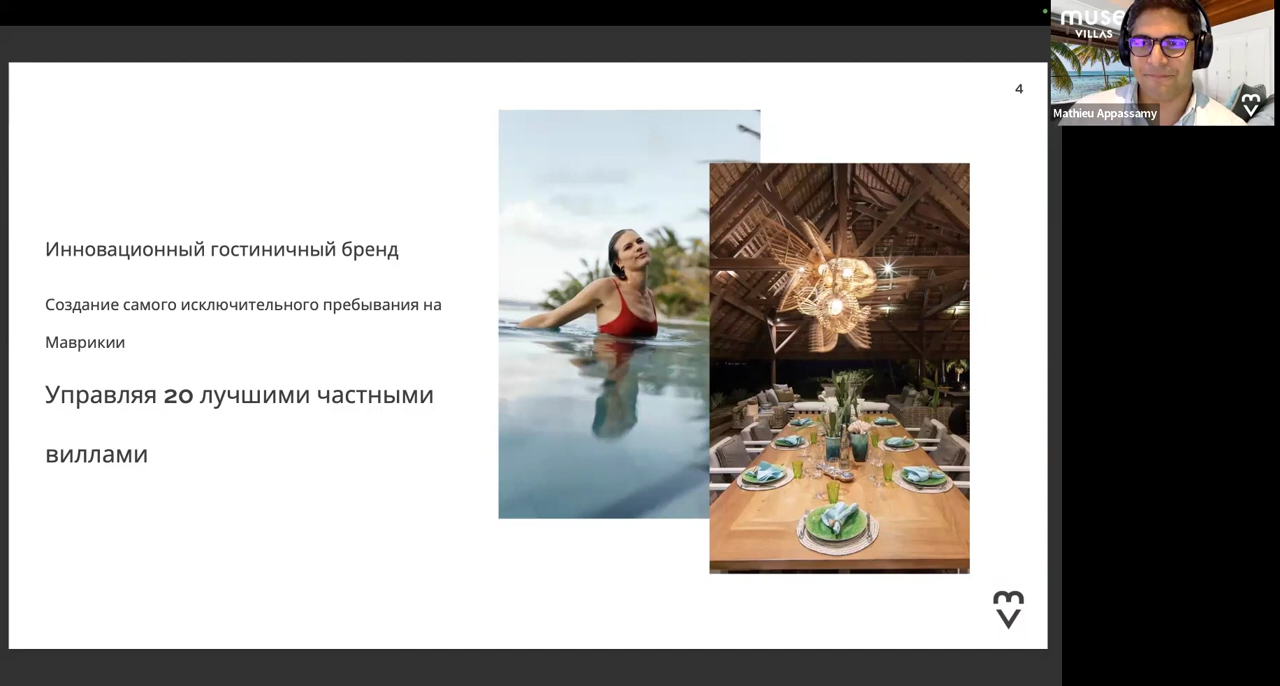 muse
VILLAS
Mathieu Appassamy
4
Инновационный гостиничный бренд
Создание самого исключительного пребывания на
Маврикии
Управляя 20 лучшими частными
виллами